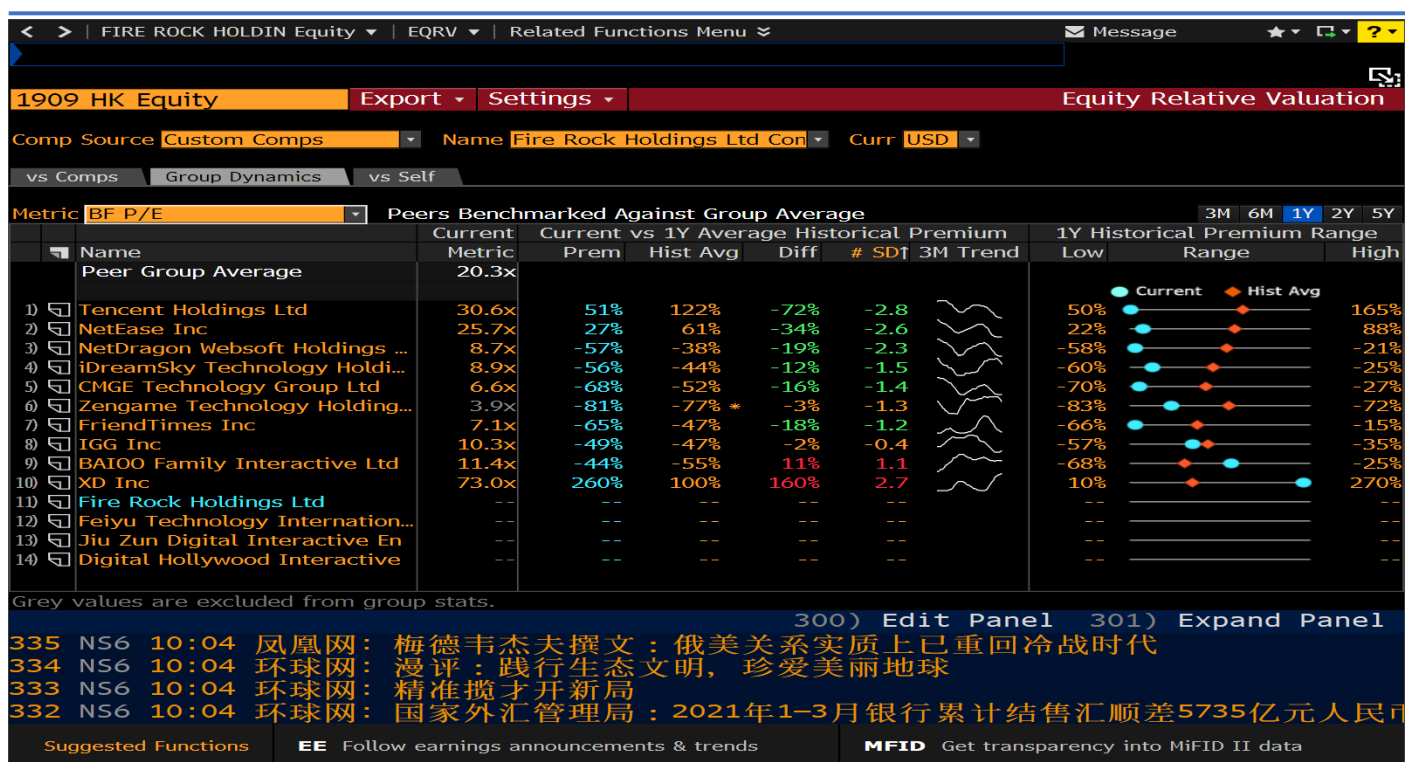 < > | FIRE ROCK HOLDIN Equity ▼ | EQRV ▼ | Related Functions Menu Message ?
1909 HK Equity Export Settings Equity Relative Valuation
Comp Source Custom Comps Name Fire Rock Holdings Ltd Con Curr USD
vs Comps Group Dynamics vs Self
Metric BF P/E Peers Benchmarked Against Group Average 3M 6M 1Y 2Y 5Y
Current Current vs 1Y Average Historical Premium 1Y Historical Premium Range
Name Metric Prem Hist Avg Diff # SD↑ 3M Trend Low Range High
Peer Group Average 20.3x
Current Hist Avg
1) Tencent Holdings Ltd 30.6x 51% 122% -72% -2.8 50% 165%
2) NetEase Inc 25.7x 27% 61% -34% -2.6 22% 88%
3) NetDragon Websoft Holdings ... 8.7x -57% -38% -19% -2.3 -58% -21%
4) iDreamSky Technology Holdi... 8.9x -56% -44% -12% -1.5 -60% -25%
5) CMGE Technology Group Ltd 6.6x -68% -52% -16% -1.4 -70% -27%
6) Zengame Technology Holding... 3.9x -81% -77% * -3% -1.3 -83% -72%
7) FriendTimes Inc 7.1x -65% -47% -18% -1.2 -66% -15%
8) IGG Inc 10.3x -49% -47% -2% -0.4 -57% -35%
9) BAIOO Family Interactive Ltd 11.4x -44% -55% 11% 1.1 -68% -25%
10) XD Inc 73.0x 260% 100% 160% 2.7 10% 270%
11) Fire Rock Holdings Ltd -- -- -- -- -- -- --
12) Feiyu Technology Internation... -- -- -- -- -- -- --
13) Jiu Zun Digital Interactive En -- -- -- -- -- -- --
14) Digital Hollywood Interactive -- -- -- -- -- -- --
Grey values are excluded from group stats.
300) Edit Panel 301) Expand Panel
335 NS6 10:04 凤凰网: 梅德韦杰夫撰文：俄美关系实质上已重回冷战时代
334 NS6 10:04 环球网: 漫评：践行生态文明, 珍爱美丽地球
333 NS6 10:04 环球网: 精准揽才开新局
332 NS6 10:04 环球网: 国家外汇管理局：2021年1—3月银行累计结售汇顺差5735亿元人民币
Suggested Functions EE Follow earnings announcements & trends MFID Get transparency into MiFID II data